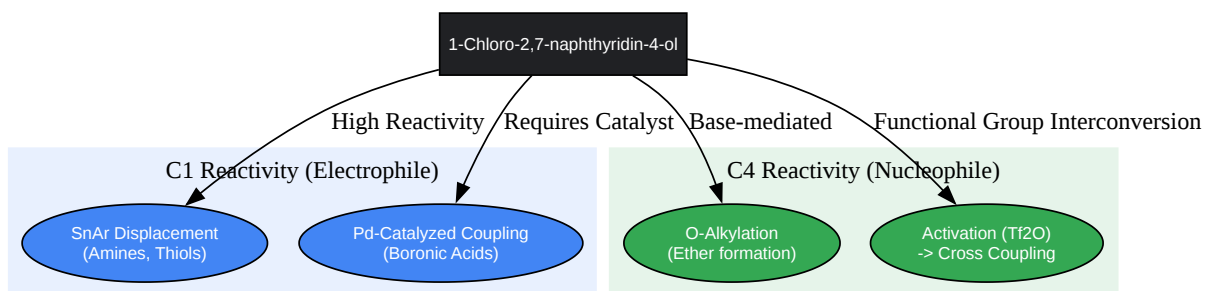 1-Chloro-2,7-naphthyridin-4-ol
High Reactivity
Requires Catalyst
Base-mediated
Functional Group Interconversion
C1 Reactivity (Electrophile)
C4 Reactivity (Nucleophile)
SnAr Displacement
(Amines, Thiols)
Pd-Catalyzed Coupling
(Boronic Acids)
O-Alkylation
(Ether formation)
Activation (Tf2O)
-> Cross Coupling